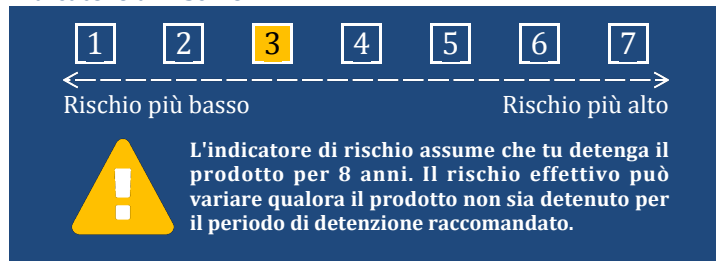 1 2 3 4 5 6 7
Rischio più basso Rischio più alto
L'indicatore di rischio assume che tu detenga il
prodotto per 8 anni. Il rischio effettivo può
variare qualora il prodotto non sia detenuto per
il periodo di detenzione raccomandato.